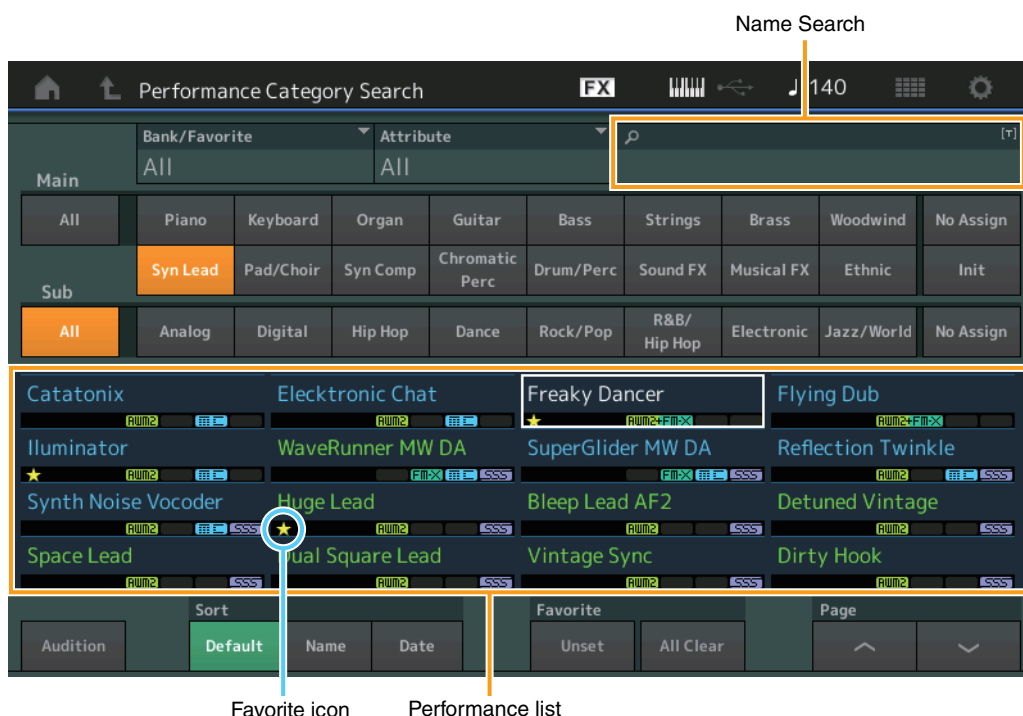 Name Search
Performance Category Search FX ♩ 140
Bank/Favorite Attribute [T]
Main All All
All Piano Keyboard Organ Guitar Bass Strings Brass Woodwind No Assign
Syn Lead Pad/Choir Syn Comp Chromatic Perc Drum/Perc Sound FX Musical FX Ethnic Init
Sub
All Analog Digital Hip Hop Dance Rock/Pop R&B/ Hip Hop Electronic Jazz/World No Assign
Catatonix Elecktronic Chat Freaky Dancer Flying Dub
AWM2 AWM2 AWM2+FM-X AWM2+FM-X
Iluminator WaveRunner MW DA SuperGlider MW DA Reflection Twinkle
AWM2 FM-X SSS FM-X SSS AWM2 SSS
Synth Noise Vocoder Huge Lead Bleep Lead AF2 Detuned Vintage
AWM2 SSS AWM2 SSS AWM2 SSS AWM2 SSS
Space Lead Dual Square Lead Vintage Sync Dirty Hook
AWM2 SSS AWM2 SSS AWM2 SSS AWM2 SSS
Sort Favorite Page
Audition Default Name Date Unset All Clear
Favorite icon Performance list